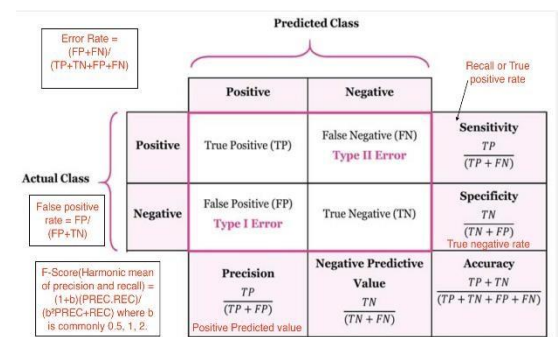 Predicted Class
Error Rate =
(FP+FN)/
(TP+TN+FP+FN)
Recall or True
positive rate
Positive
Negative
Actual Class
Positive
True Positive (TP)
False Negative (FN)
Type II Error
Sensitivity
TP
(TP + FN)
False positive
rate = FP/
(FP+TN)
Negative
False Positive (FP)
Type I Error
True Negative (TN)
Specificity
TN
(TN + FP)
True negative rate
F-Score(Harmonic mean
of precision and recall) =
(1+b)(PREC.REC)/
(b²PREC+REC) where b
is commonly 0.5, 1, 2.
Precision
TP
(TP + FP)
Positive Predicted value
Negative Predictive
Value
TN
(TN + FN)
Accuracy
TP + TN
(TP + TN + FP + FN)